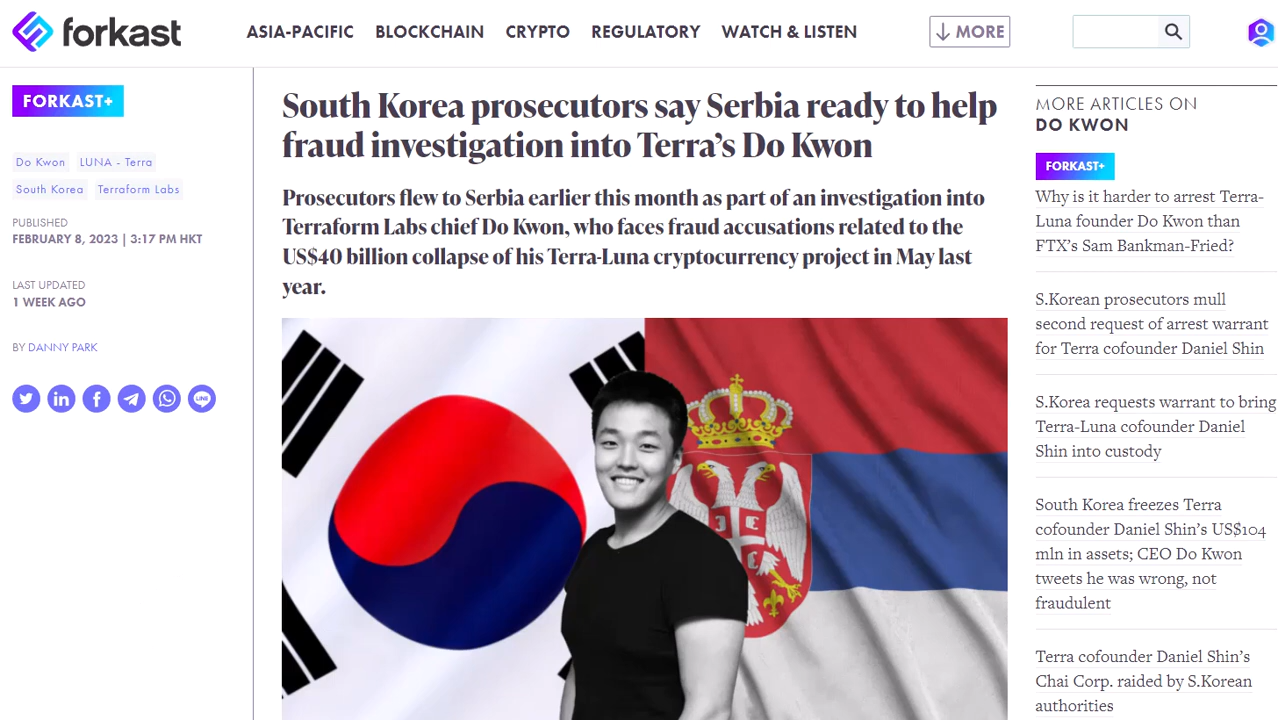 forkast
ASIA-PACIFIC BLOCKCHAIN CRYPTO REGULATORY WATCH & LISTEN MORE
FORKAST+
Do Kwon LUNA - Terra
South Korea Terraform Labs
PUBLISHED
FEBRUARY 8, 2023 | 3:17 PM HKT
LAST UPDATED
1 WEEK AGO
BY DANNY PARK
LINE
South Korea prosecutors say Serbia ready to help
fraud investigation into Terra’s Do Kwon
Prosecutors flew to Serbia earlier this month as part of an investigation into
Terraform Labs chief Do Kwon, who faces fraud accusations related to the
US$40 billion collapse of his Terra-Luna cryptocurrency project in May last
year.
MORE ARTICLES ON
DO KWON
FORKAST+
Why is it harder to arrest Terra-
Luna founder Do Kwon than
FTX’s Sam Bankman-Fried?
S.Korean prosecutors mull
second request of arrest warrant
for Terra cofounder Daniel Shin
S.Korea requests warrant to bring
Terra-Luna cofounder Daniel
Shin into custody
South Korea freezes Terra
cofounder Daniel Shin’s US$104
mln in assets; CEO Do Kwon
tweets he was wrong, not
fraudulent
Terra cofounder Daniel Shin’s
Chai Corp. raided by S.Korean
authorities